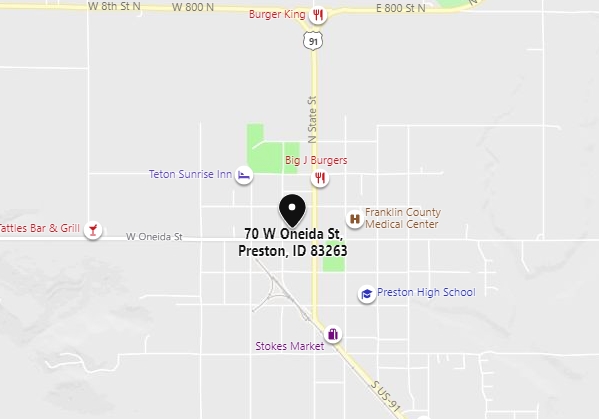 W 8th St N
W 800 N
Burger King
E 800 St N
N
91
N State St
Big J Burgers
Teton Sunrise Inn
Franklin County
Medical Center
Tatties Bar & Grill
W Oneida St
70 W Oneida St,
Preston, ID 83263
Preston High School
Stokes Market
S US-91